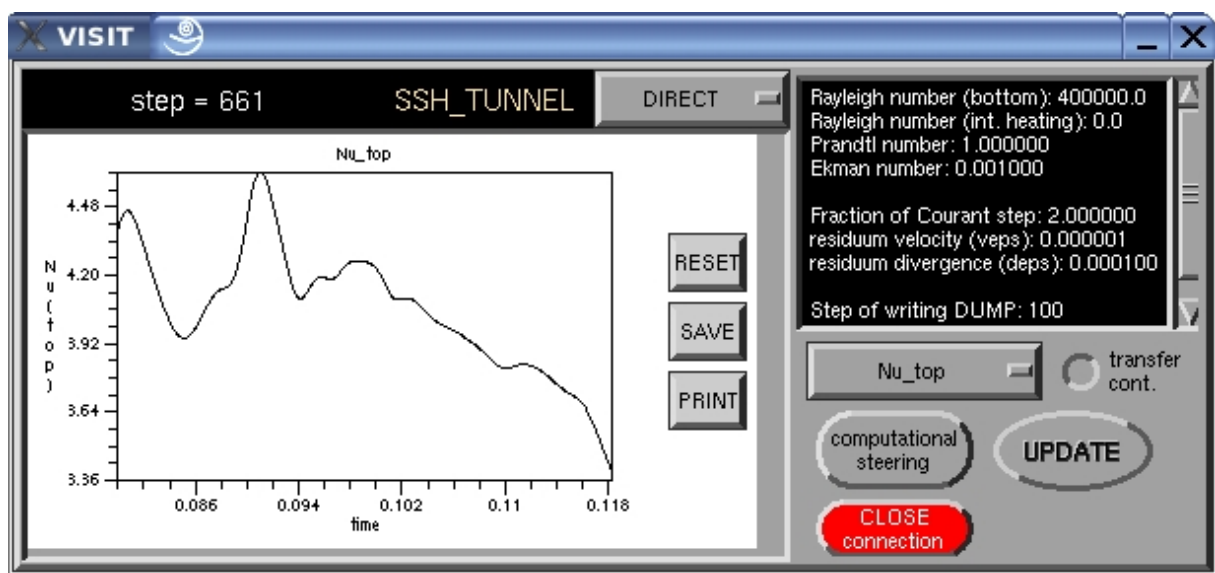 VISIT
step = 661
SSH_TUNNEL
DIRECT
Nu_top
4.48
4.20
3.92
3.64
3.36
Nu(top)
0.086
0.094
0.102
0.11
0.118
time
RESET
SAVE
PRINT
Rayleigh number (bottom): 400000.0
Rayleigh number (int. heating): 0.0
Prandtl number: 1.000000
Ekman number: 0.001000
Fraction of Courant step: 2.000000
residuum velocity (veps): 0.000001
residuum divergence (deps): 0.000100
Step of writing DUMP: 100
Nu_top
transfer
cont.
computational
steering
UPDATE
CLOSE
connection